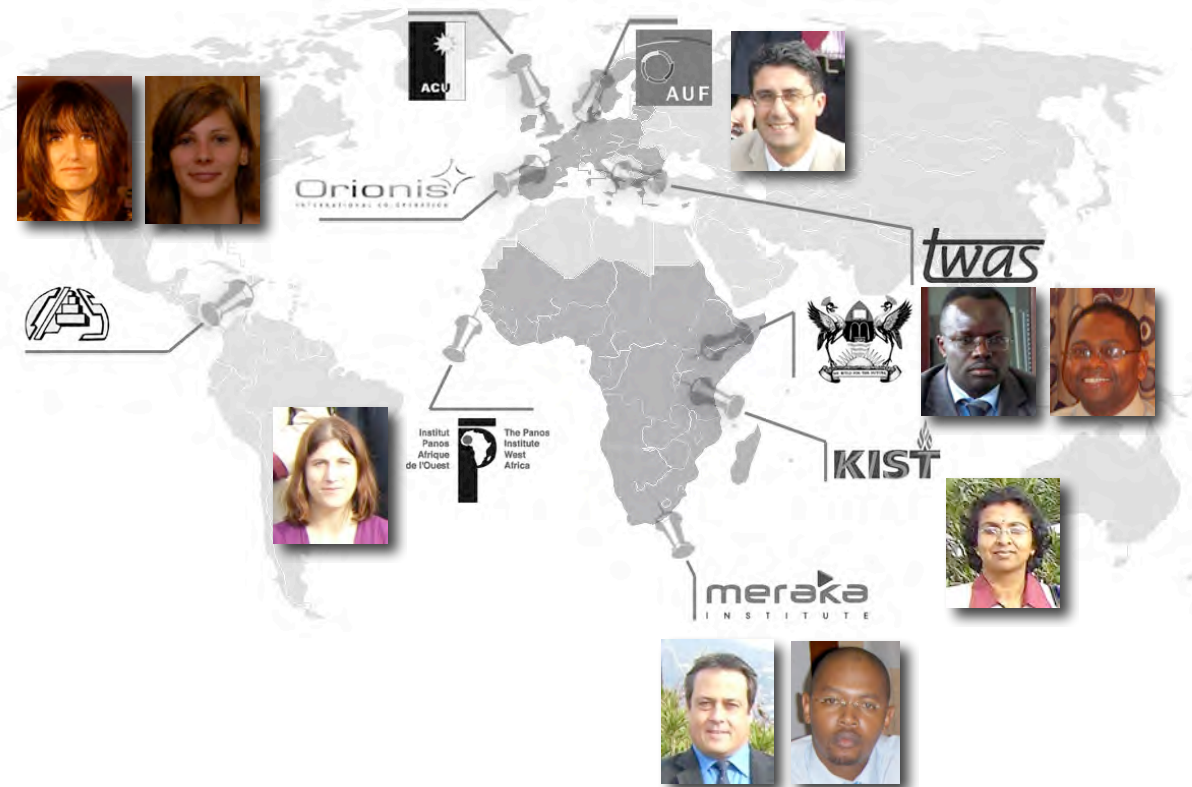 ACU
AUF
Orionis
INTERNATIONAL CO-OPERATION
twas
Institut
Panos
Afrique
de l'Ouest
The Panos
Institute
West
Africa
KIST
meraka
INSTITUTE